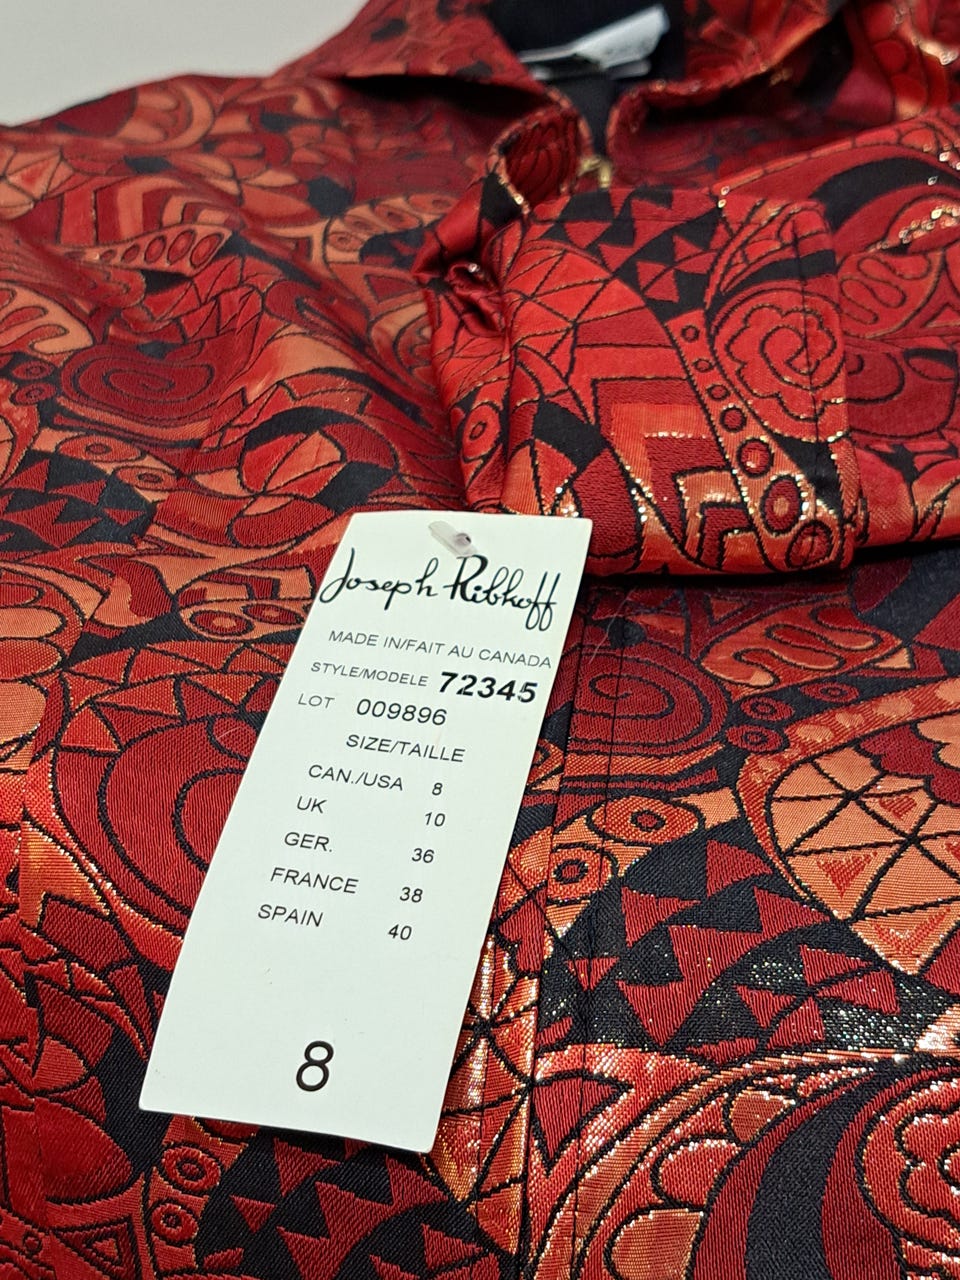 Joseph Ribkoff
MADE IN/FAIT AU CANADA
STYLE/MODELE 72345
LOT 009896
SIZE/TAILLE
CAN./USA 8
UK 10
GER. 36
FRANCE 38
SPAIN 40
8